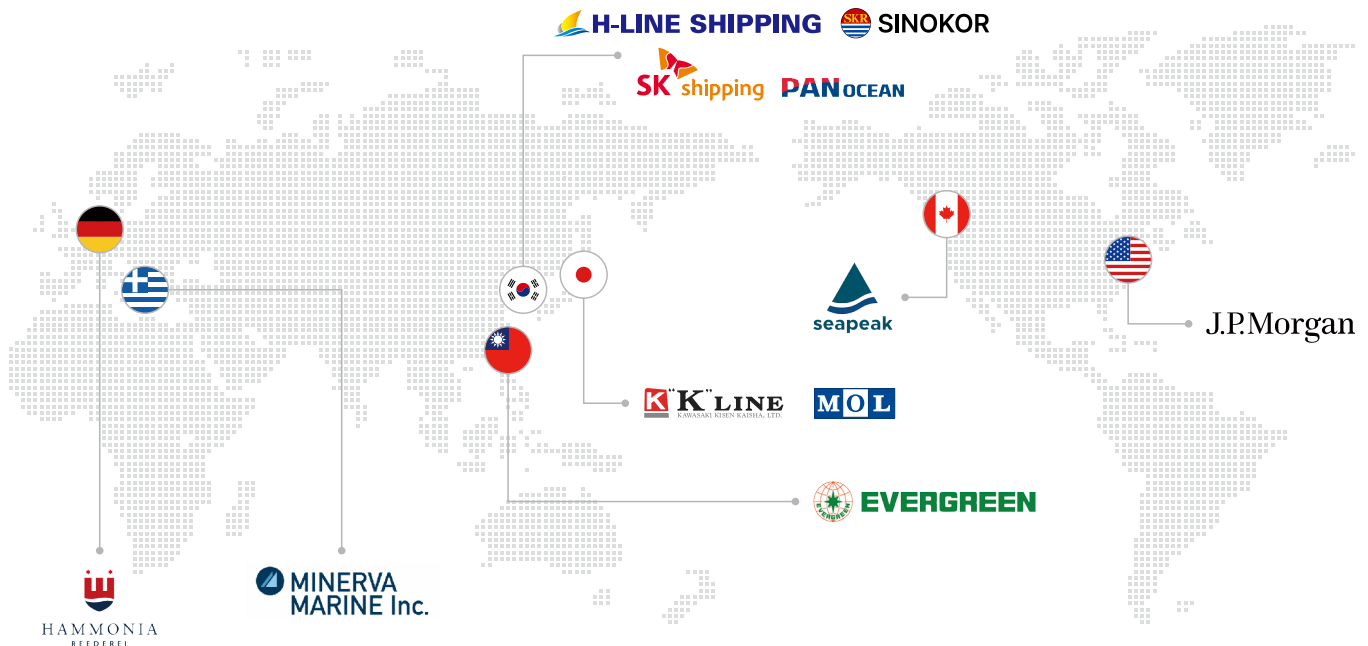 H-LINE SHIPPING
SKR SINOKOR
SK shipping
PAN OCEAN
seapeak
J.P.Morgan
K "K" LINE
KAWASAKI KISEN KAISHA, LTD.
MOL
EVERGREEN EVERGREEN
HAMMONIA
REEDEREI
MINERVA
MARINE Inc.